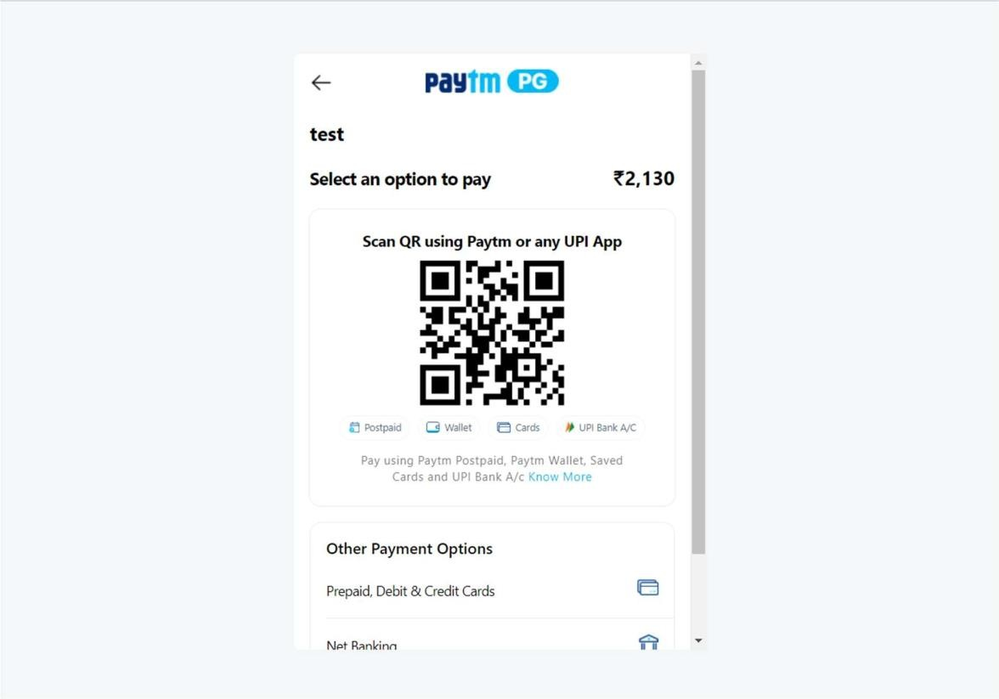 paytm PG
test
Select an option to pay ₹2,130
Scan QR using Paytm or any UPI App
Postpaid Wallet Cards UPI Bank A/C
Pay using Paytm Postpaid, Paytm Wallet, Saved
Cards and UPI Bank A/c Know More
Other Payment Options
Prepaid, Debit & Credit Cards
Net Banking